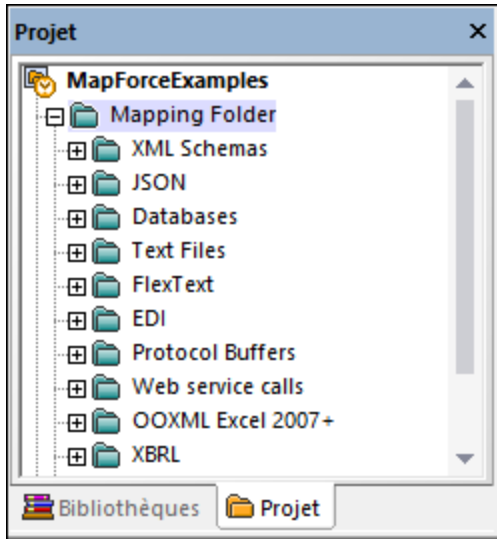 Projet
MapForceExamples
Mapping Folder
XML Schemas
JSON
Databases
Text Files
FlexText
EDI
Protocol Buffers
Web service calls
OOXML Excel 2007+
XBRL
Bibliothèques Projet